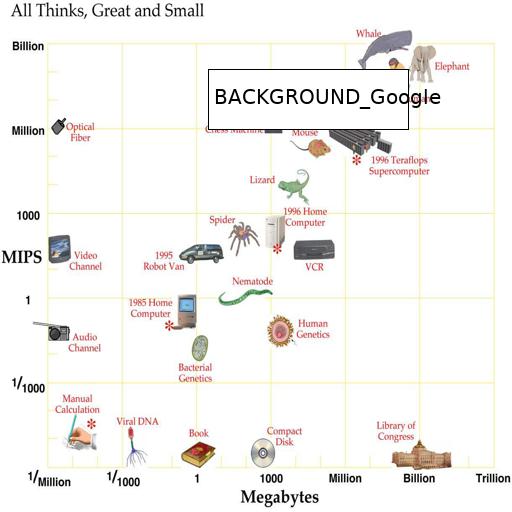 All Thinks, Great and Small
Whale
Billion
Elephant
BACKGROUND_Google
Optical
Fiber
Million
Chess Machine
Mouse
1996 Teraflops
Supercomputer
Lizard
1000
1996 Home
Computer
Spider
MIPS
Video
Channel
1995
Robot Van
VCR
Nematode
1
1985 Home
Computer
Human
Genetics
Audio
Channel
Bacterial
Genetics
1/1000
Manual
Calculation
Viral DNA
Book
Compact
Disk
Library of
Congress
1/Million
1/1000
1
1000
Million
Billion
Trillion
Megabytes